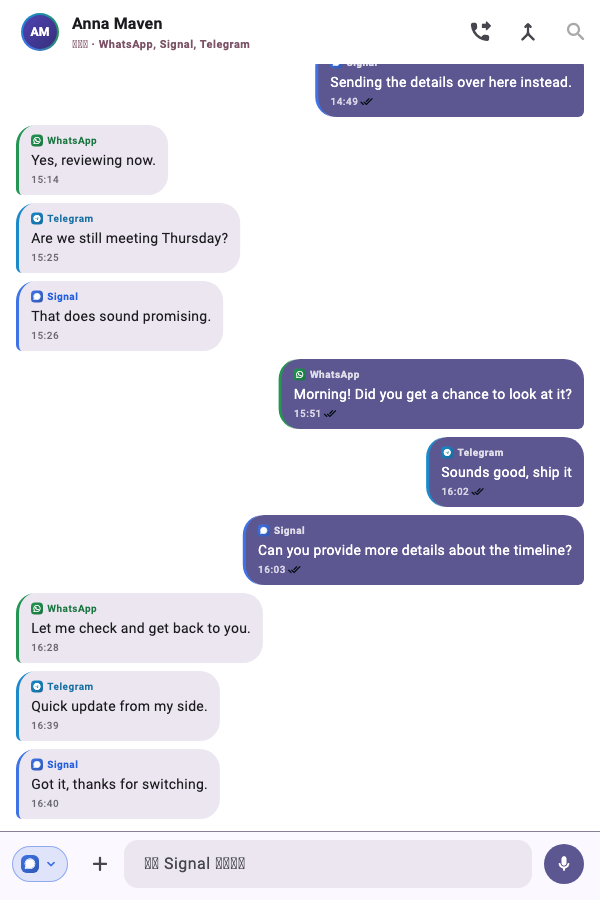 AM
Anna Maven
· WhatsApp, Signal, Telegram
Signal
Sending the details over here instead.
14:49
WhatsApp
Yes, reviewing now.
15:14
Telegram
Are we still meeting Thursday?
15:25
Signal
That does sound promising.
15:26
WhatsApp
Morning! Did you get a chance to look at it?
15:51
Telegram
Sounds good, ship it
16:02
Signal
Can you provide more details about the timeline?
16:03
WhatsApp
Let me check and get back to you.
16:28
Telegram
Quick update from my side.
16:39
Signal
Got it, thanks for switching.
16:40
Signal